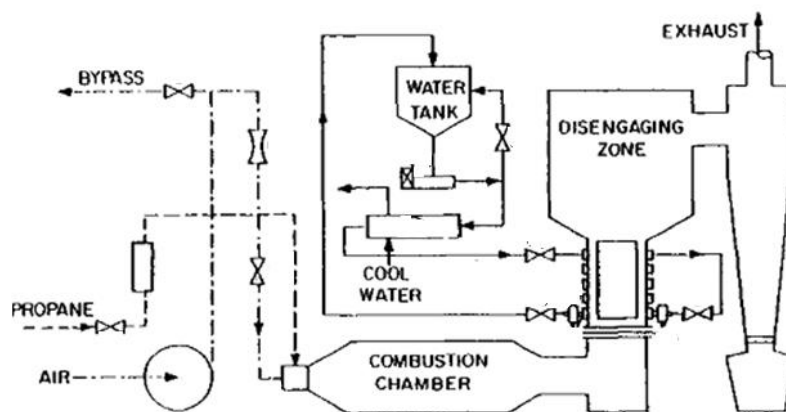 EXHAUST
BYPASS
WATER
TANK
DISENGAGING
ZONE
COOL
WATER
PROPANE
AIR
COMBUSTION
CHAMBER